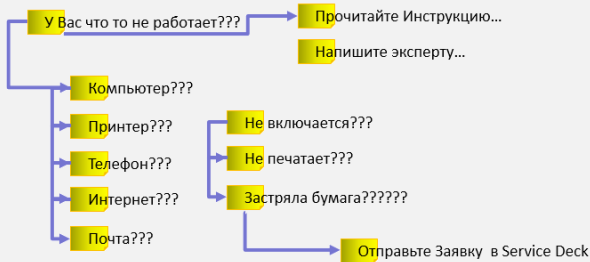 У Вас что то не работает???
Прочитайте Инструкцию...
Напишите эксперту...
Компьютер???
Принтер???
Телефон???
Интернет???
Почта???
Не включается???
Не печатает???
Застряла бумага??????
Отправьте Заявку в Service Deck